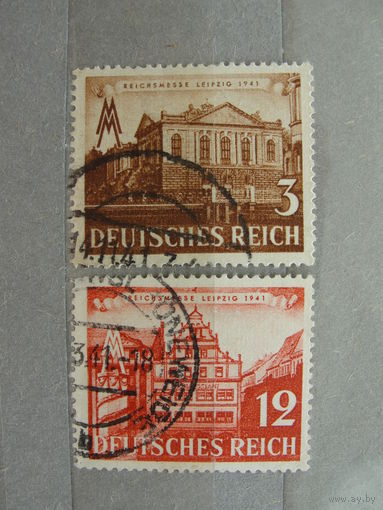 REICHSMESSE LEIPZIG 1941
3
DEUTSCHES REICH
REICHSMESSE LEIPZIG 1941
12
DEUTSCHES REICH
www.ay.by